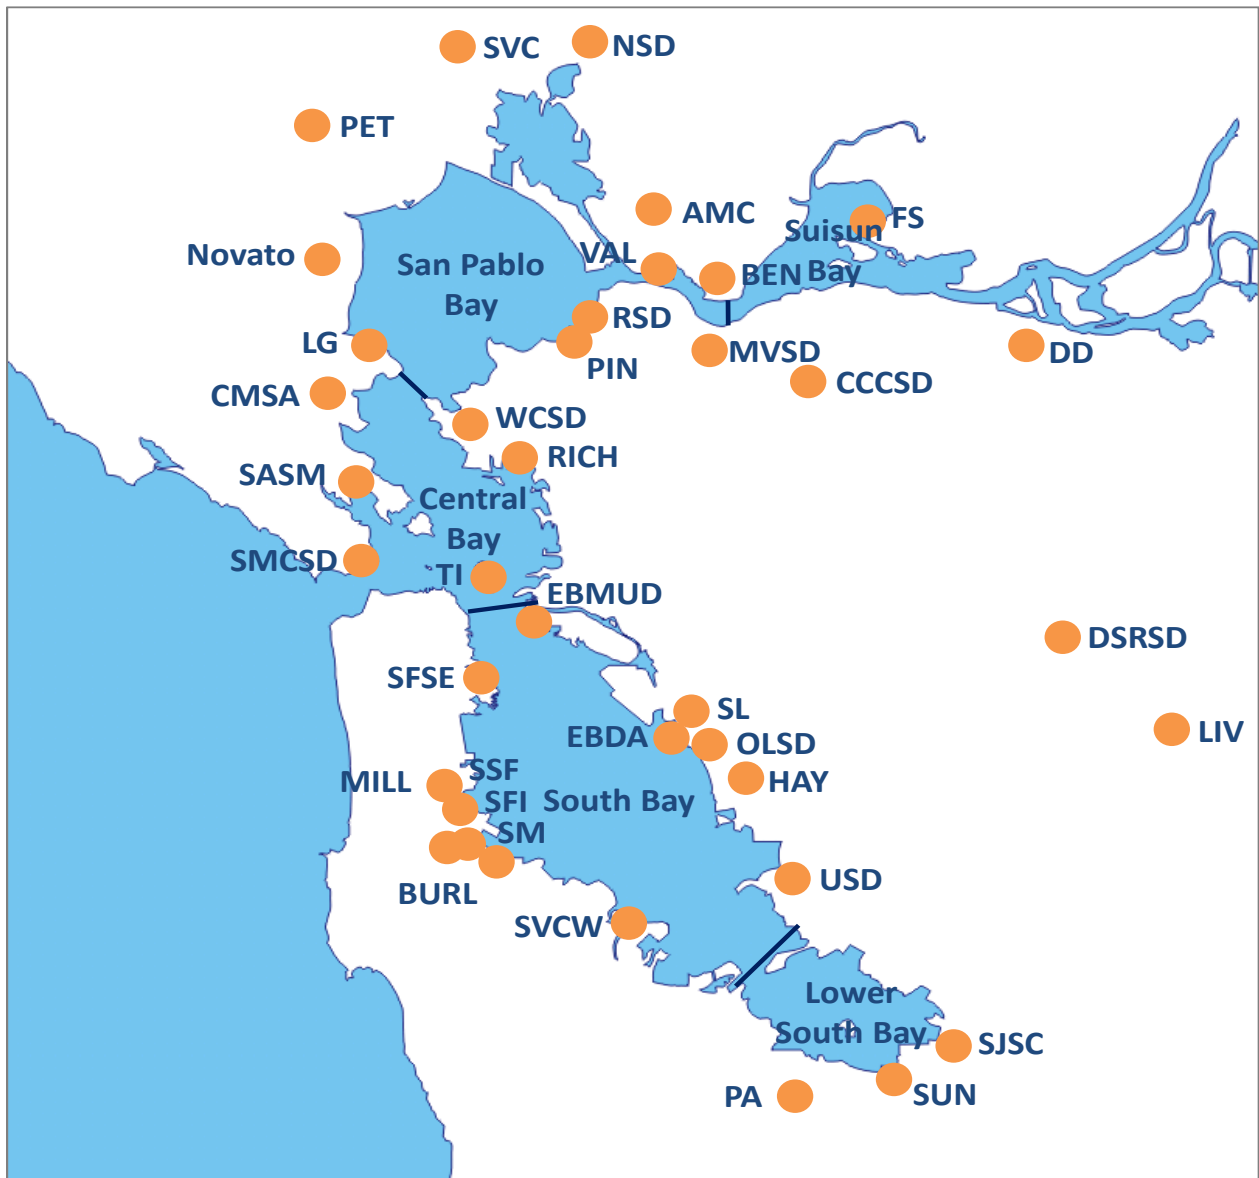 SVC
NSD
PET
AMC
FS
Suisun
Bay
Novato
San Pablo
Bay
VAL
BEN
RSD
LG
PIN
MVSD
DD
CCCSD
CMSA
WCSD
RICH
SASM
Central
Bay
SMCSD
TI
EBMUD
DSRSD
SFSE
SL
EBDA
OLSD
LIV
SSF
MILL
HAY
SFI
South Bay
SM
BURL
USD
SVCW
Lower
South Bay
SJSC
PA
SUN